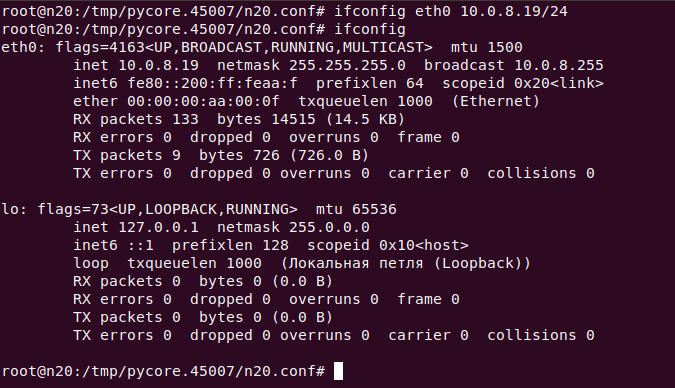 root@n20:/tmp/pycore.45007/n20.conf# ifconfig eth0 10.0.8.19/24
root@n20:/tmp/pycore.45007/n20.conf# ifconfig
eth0: flags=4163<UP,BROADCAST,RUNNING,MULTICAST>  mtu 1500
        inet 10.0.8.19  netmask 255.255.255.0  broadcast 10.0.8.255
        inet6 fe80::200:ff:feaa:f  prefixlen 64  scopeid 0x20<link>
        ether 00:00:00:aa:00:0f  txqueuelen 1000  (Ethernet)
        RX packets 133  bytes 14515 (14.5 KB)
        RX errors 0  dropped 0  overruns 0  frame 0
        TX packets 9  bytes 726 (726.0 B)
        TX errors 0  dropped 0 overruns 0  carrier 0  collisions 0

lo: flags=73<UP,LOOPBACK,RUNNING>  mtu 65536
        inet 127.0.0.1  netmask 255.0.0.0
        inet6 ::1  prefixlen 128  scopeid 0x10<host>
        loop  txqueuelen 1000  (Локальная петля (Loopback))
        RX packets 0  bytes 0 (0.0 B)
        RX errors 0  dropped 0  overruns 0  frame 0
        TX packets 0  bytes 0 (0.0 B)
        TX errors 0  dropped 0 overruns 0  carrier 0  collisions 0

root@n20:/tmp/pycore.45007/n20.conf#